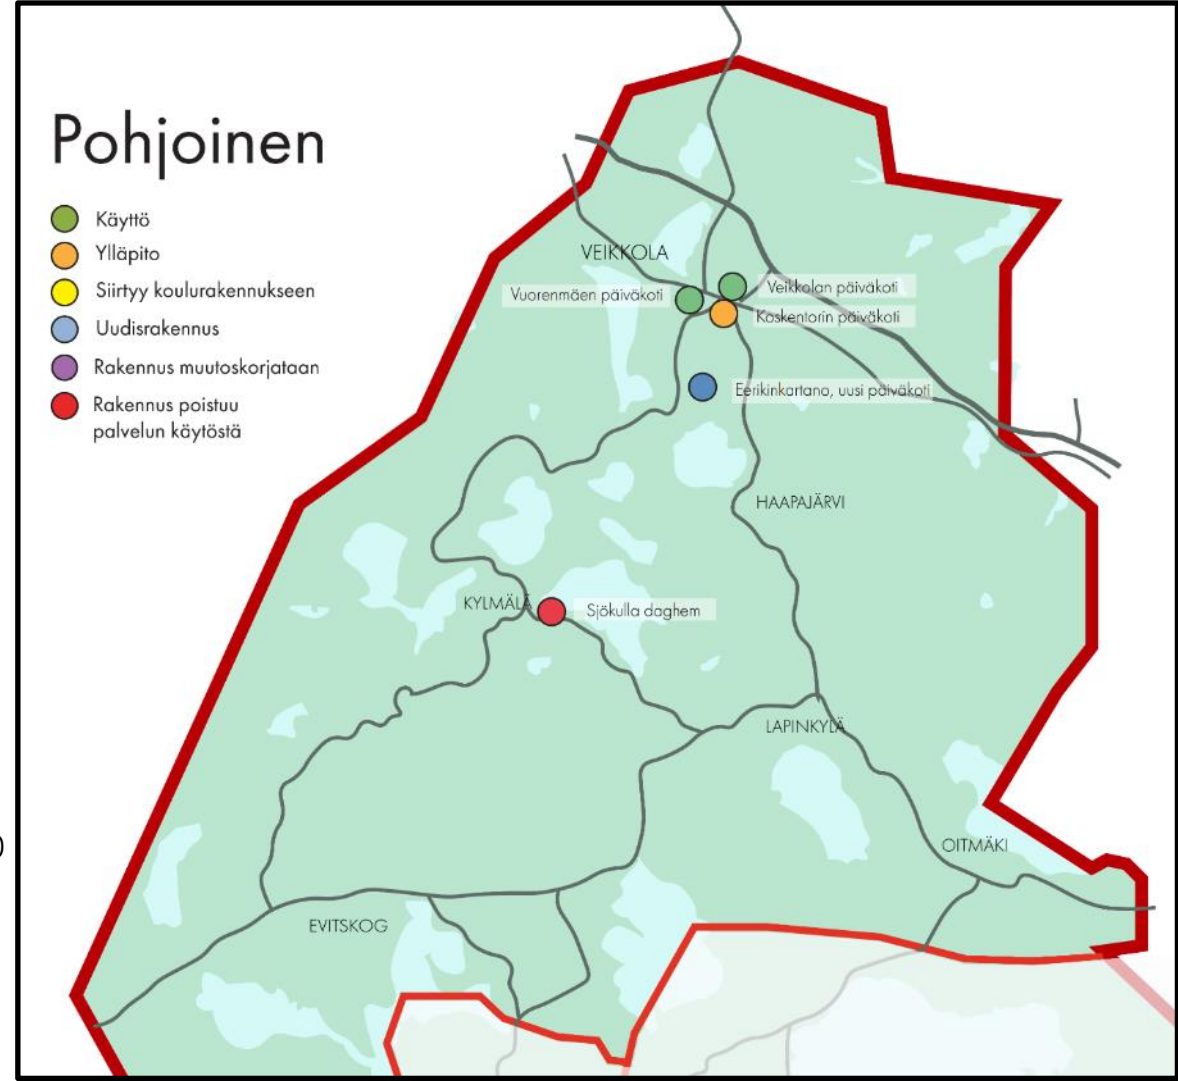 Pohjoinen
Käyttö
Ylläpito
Siirtyy koulurakennukseen
Uudisrakennus
Rakennus muutoskorjataan
Rakennus poistuu
palvelun käytöstä
VEIKKOLA
Vuorenmäen päiväkoti
Veikkolan päiväkoti
Koskentorin päiväkoti
Eerikinkartano, uusi päiväkoti
HAAPAJÄRVI
KYLMÄLÄ
Sjökulla daghem
LAPINKYLÄ
OITMÄKI
EVITSKOG